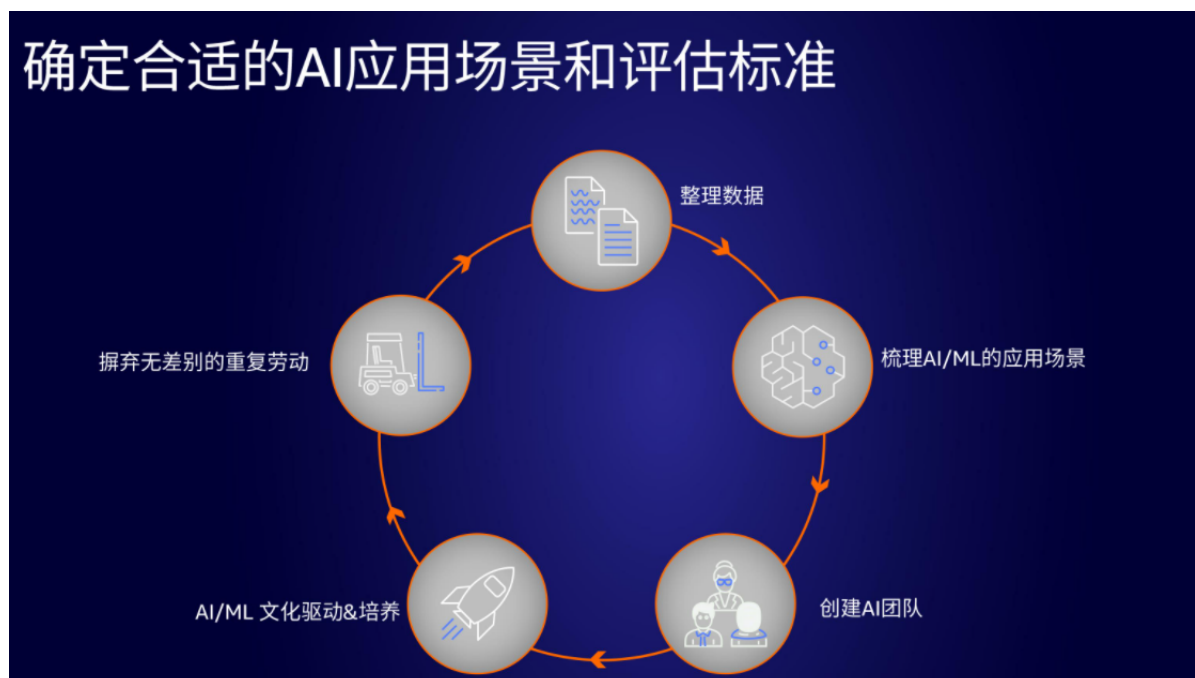 确定合适的AI应用场景和评估标准
整理数据
梳理AI/ML的应用场景
创建AI团队
AI/ML 文化驱动&培养
摒弃无差别的重复劳动